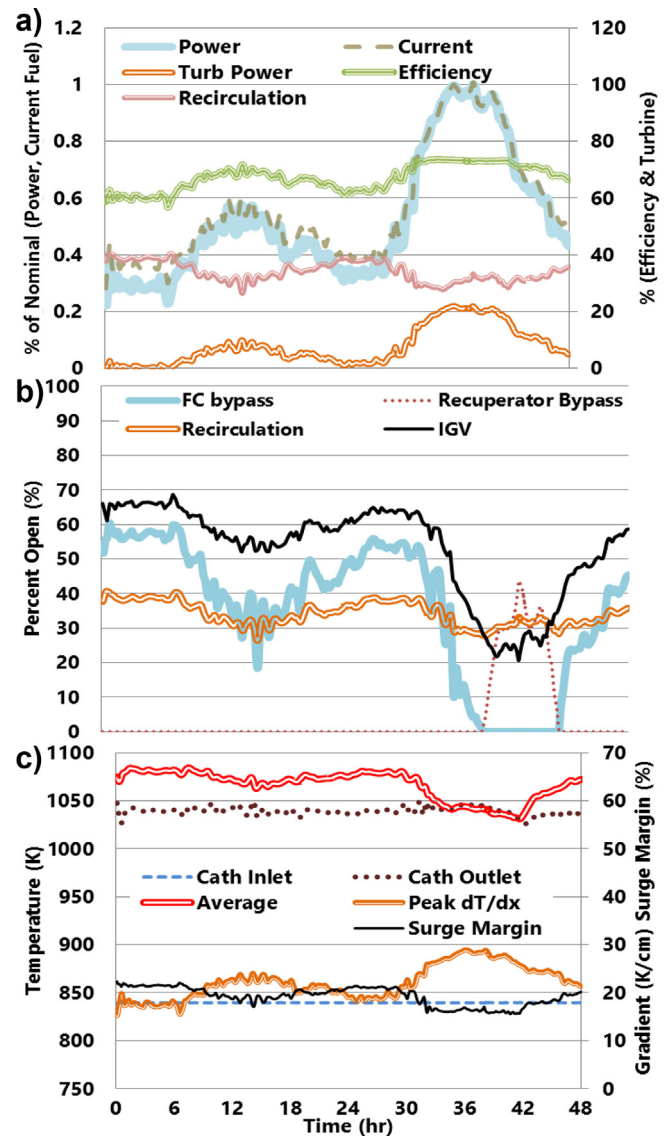 a)
1.2
1
0.8
0.6
0.4
0.2
0
% of Nominal (Power, Current Fuel)
Power
Current
Turb Power
Efficiency
Recirculation
120
100
80
60
40
20
0
% (Efficiency & Turbine)
b)
100
90
80
70
60
50
40
30
20
10
0
Percent Open (%)
FC bypass
Recuperator Bypass
Recirculation
IGV
c)
1100
1050
1000
950
900
850
800
750
Temperature (K)
Cath Inlet
Cath Outlet
Average
Peak dT/dx
Surge Margin
70
60
50
40
30
20
10
0
Gradient (K/cm) Surge Margin (%)
0 6 12 18 24 30 36 42 48
Time (hr)